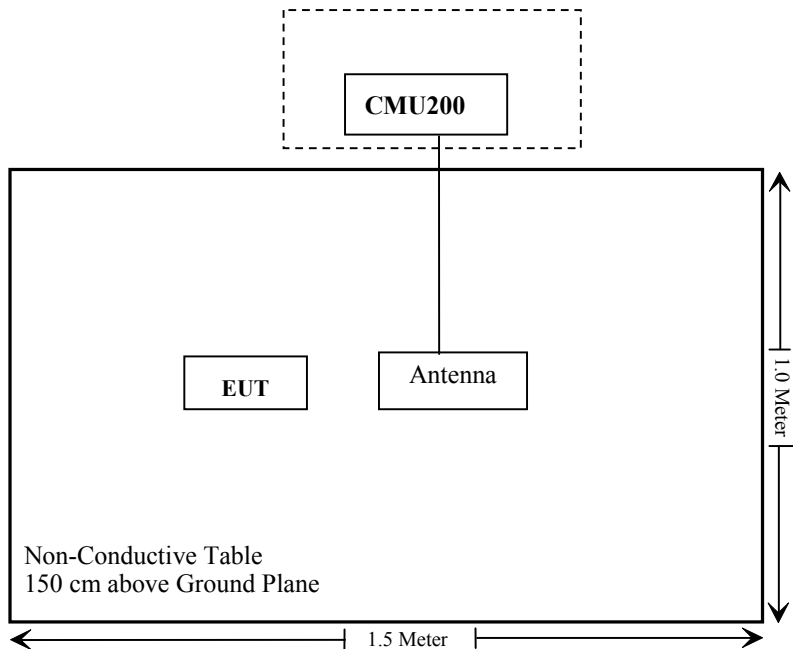 CMU200
EUT
Antenna
1.0 Meter
Non-Conductive Table
150 cm above Ground Plane
1.5 Meter